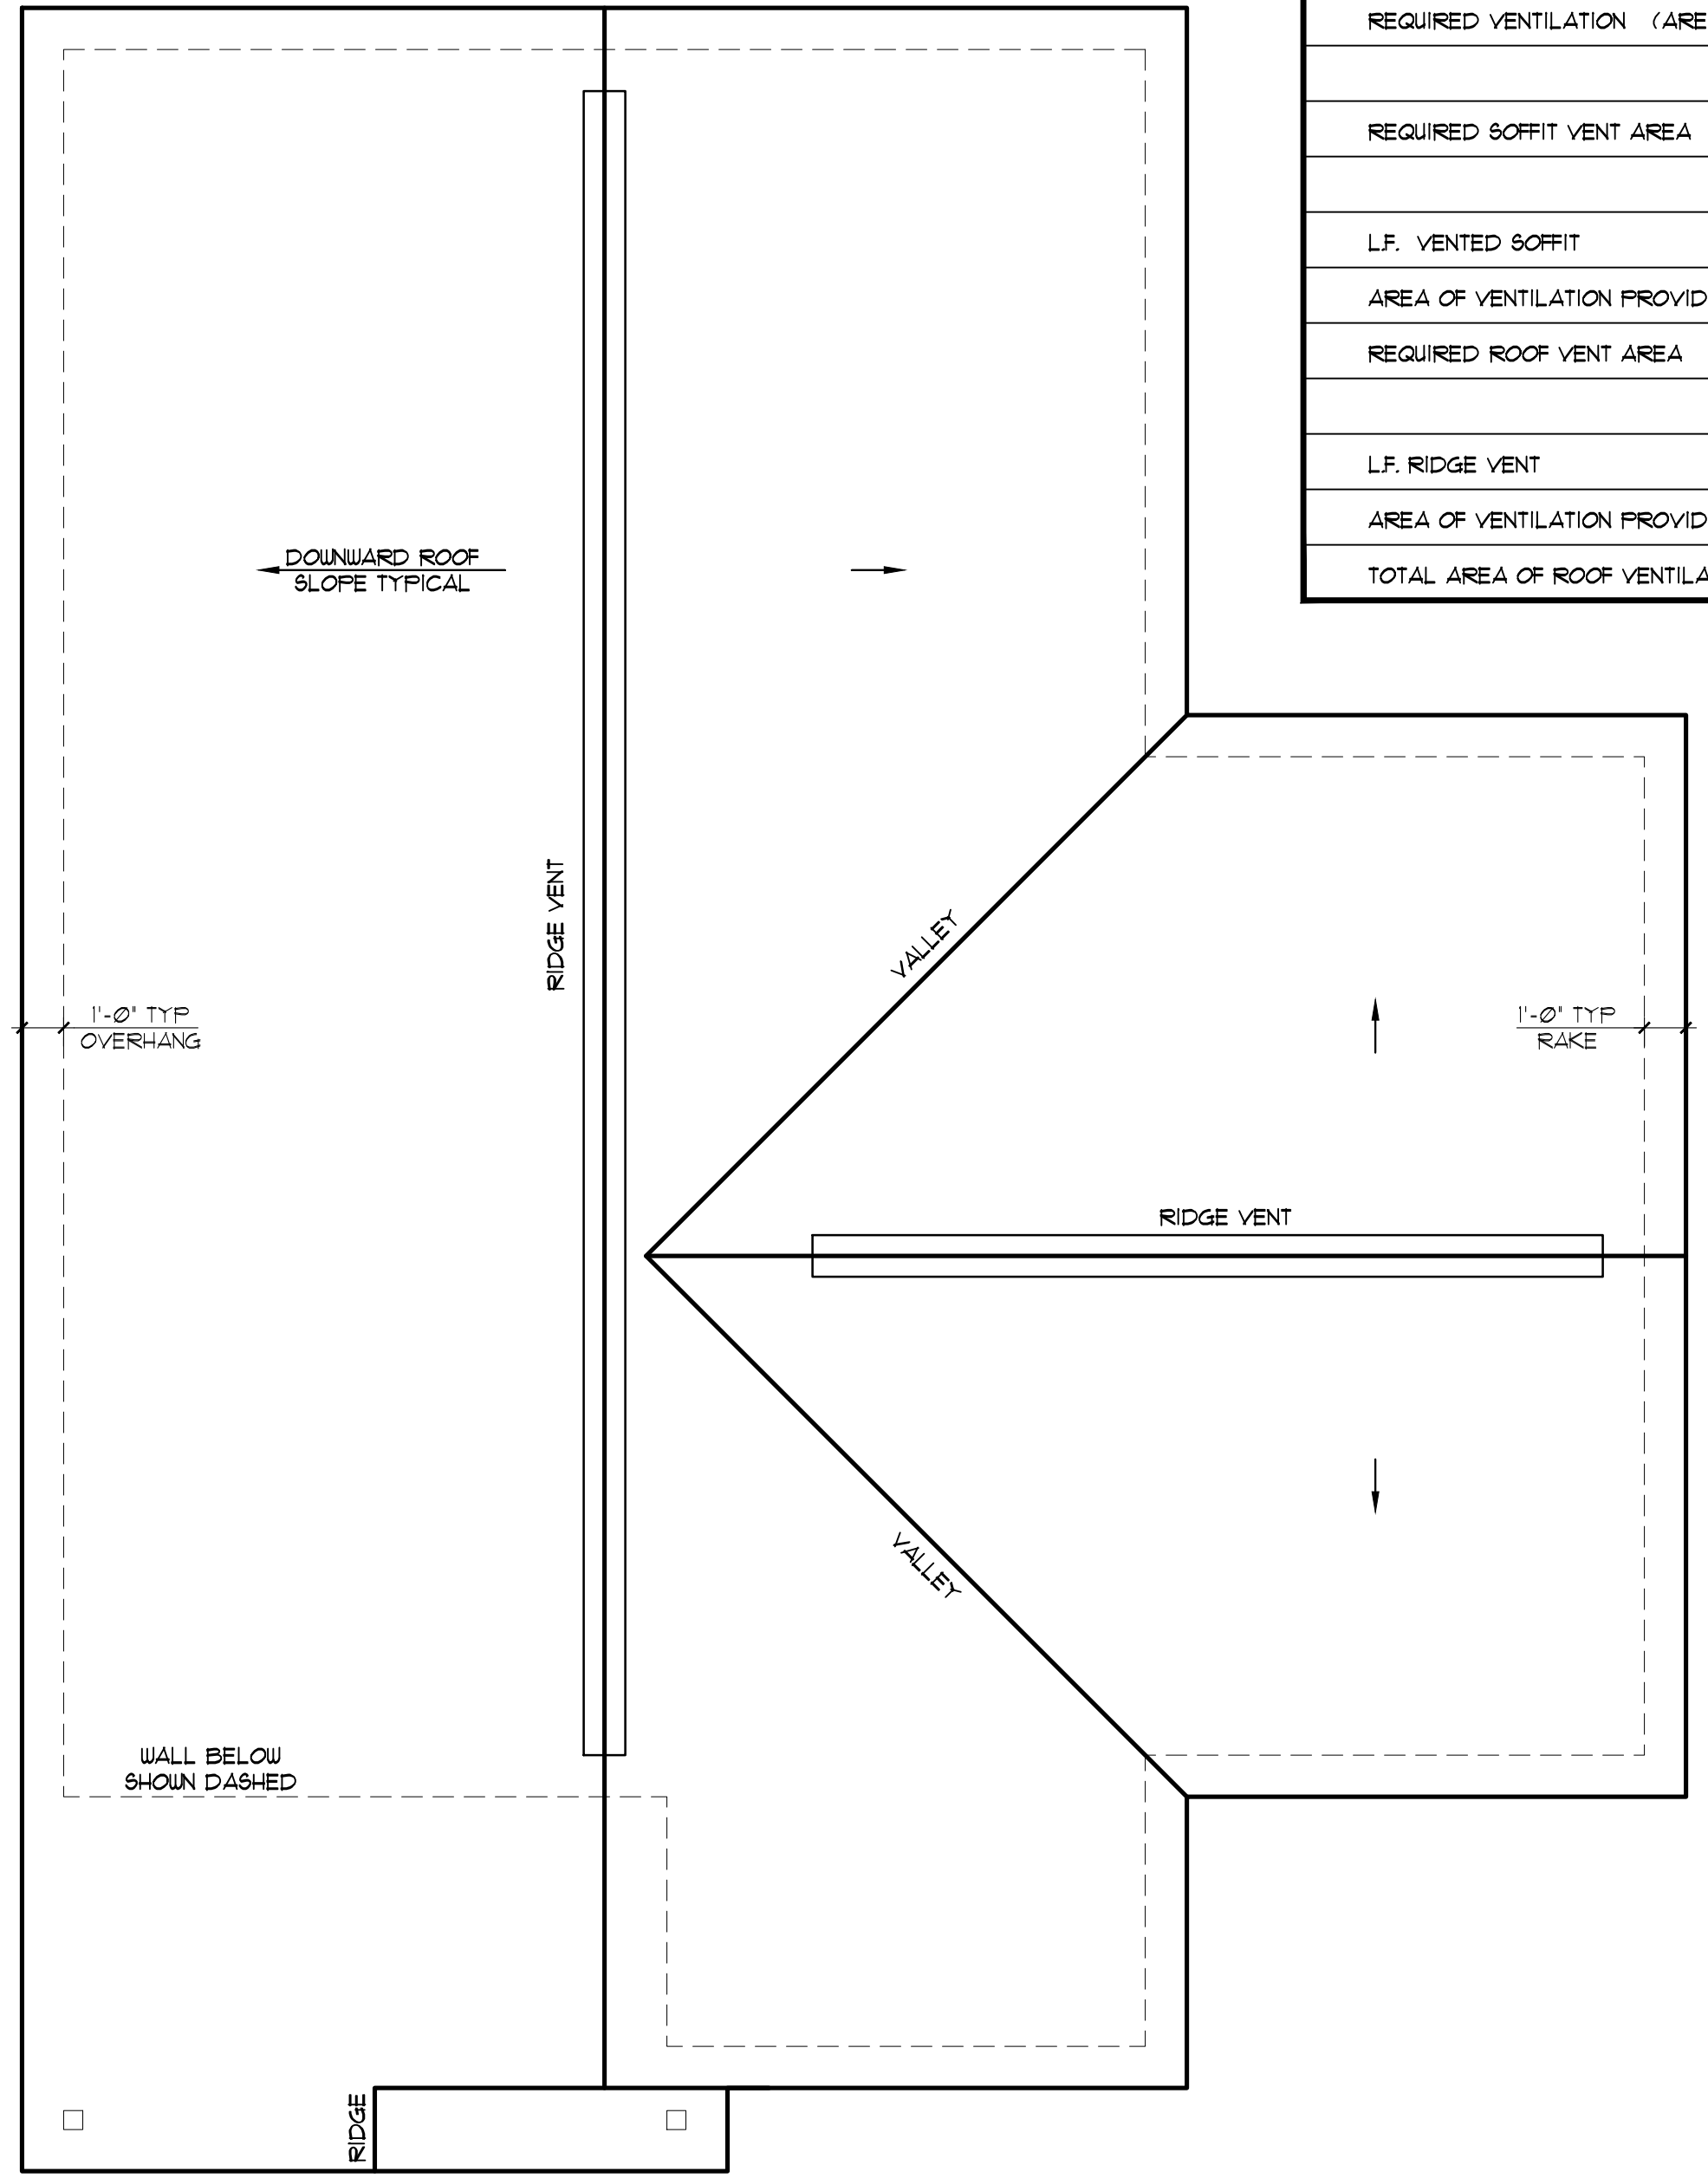 REQUIRED VENTILATION (ARE
REQUIRED SOFFIT VENT AREA
L.F. VENTED SOFFIT
AREA OF VENTILATION PROVID
REQUIRED ROOF VENT AREA
L.F. RIDGE VENT
AREA OF VENTILATION PROVID
TOTAL AREA OF ROOF VENTILA
DOWNWARD ROOF
SLOPE TYPICAL
RIDGE VENT
VALLEY
1'-0" TYP
OVERHANG
1'-0" TYP
RAKE
RIDGE VENT
VALLEY
WALL BELOW
SHOWN DASHED
RIDGE